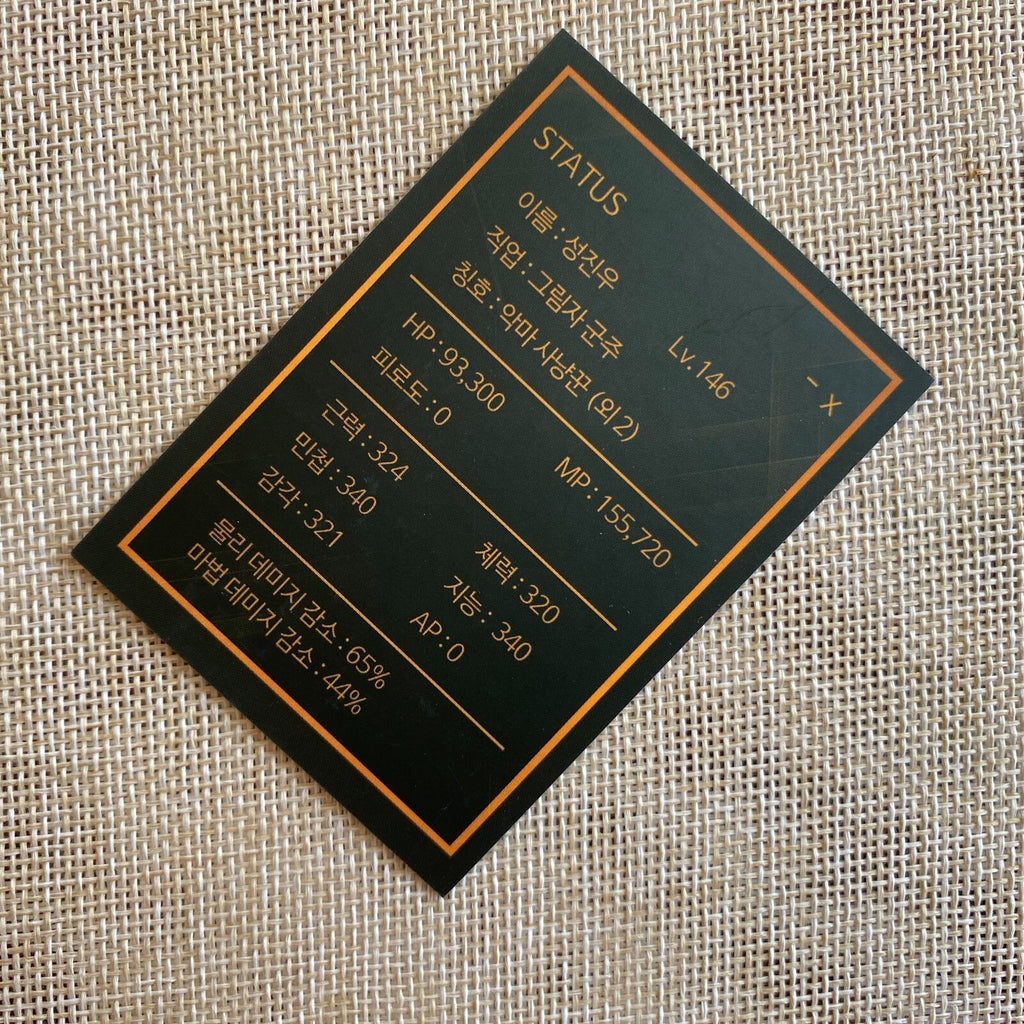 - X
STATUS
이름 : 성진우
직업 : 그림자 군주 Lv.146
칭호 : 악마 사냥꾼 (외 2)
HP : 93,300 MP : 155,720
피로도 : 0
근력 : 324 체력 : 320
민첩 : 340 지능 : 340
감각 : 321 AP : 0
물리 데미지 감소 : 65%
마법 데미지 감소 : 44%